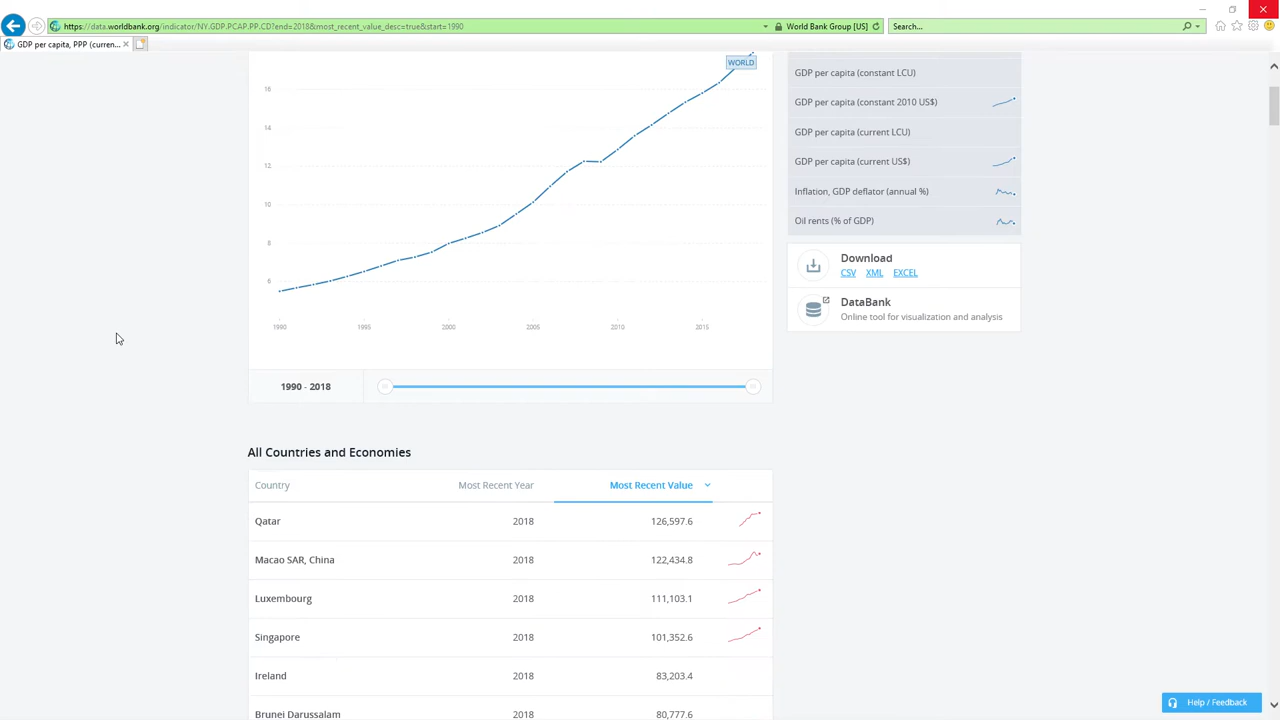 https://data.worldbank.org/indicator/NY.GDP.PCAP.PP.CD?end=2018&most_recent_value_desc=true&start=1990
World Bank Group [US]
Search...
GDP per capita, PPP (curren...
WORLD
16
14
12
10
8
6
1990
1995
2000
2005
2010
2015
1990 - 2018
GDP per capita (constant LCU)
GDP per capita (constant 2010 US$)
GDP per capita (current LCU)
GDP per capita (current US$)
Inflation, GDP deflator (annual %)
Oil rents (% of GDP)
Download
CSV XML EXCEL
DataBank
Online tool for visualization and analysis
All Countries and Economies
Country Most Recent Year Most Recent Value
Qatar 2018 126,597.6
Macao SAR, China 2018 122,434.8
Luxembourg 2018 111,103.1
Singapore 2018 101,352.6
Ireland 2018 83,203.4
Brunei Darussalam 2018 80,777.6
Help / Feedback